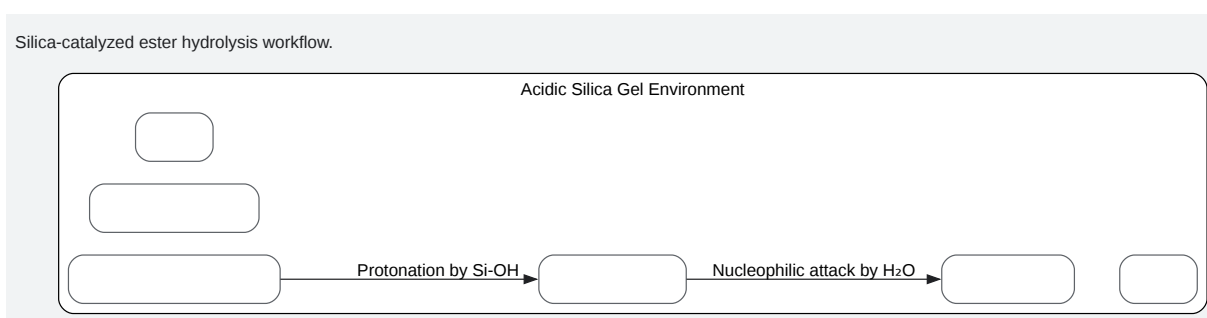 Silica-catalyzed ester hydrolysis workflow.
Acidic Silica Gel Environment
Protonation by Si-OH
Nucleophilic attack by H₂O